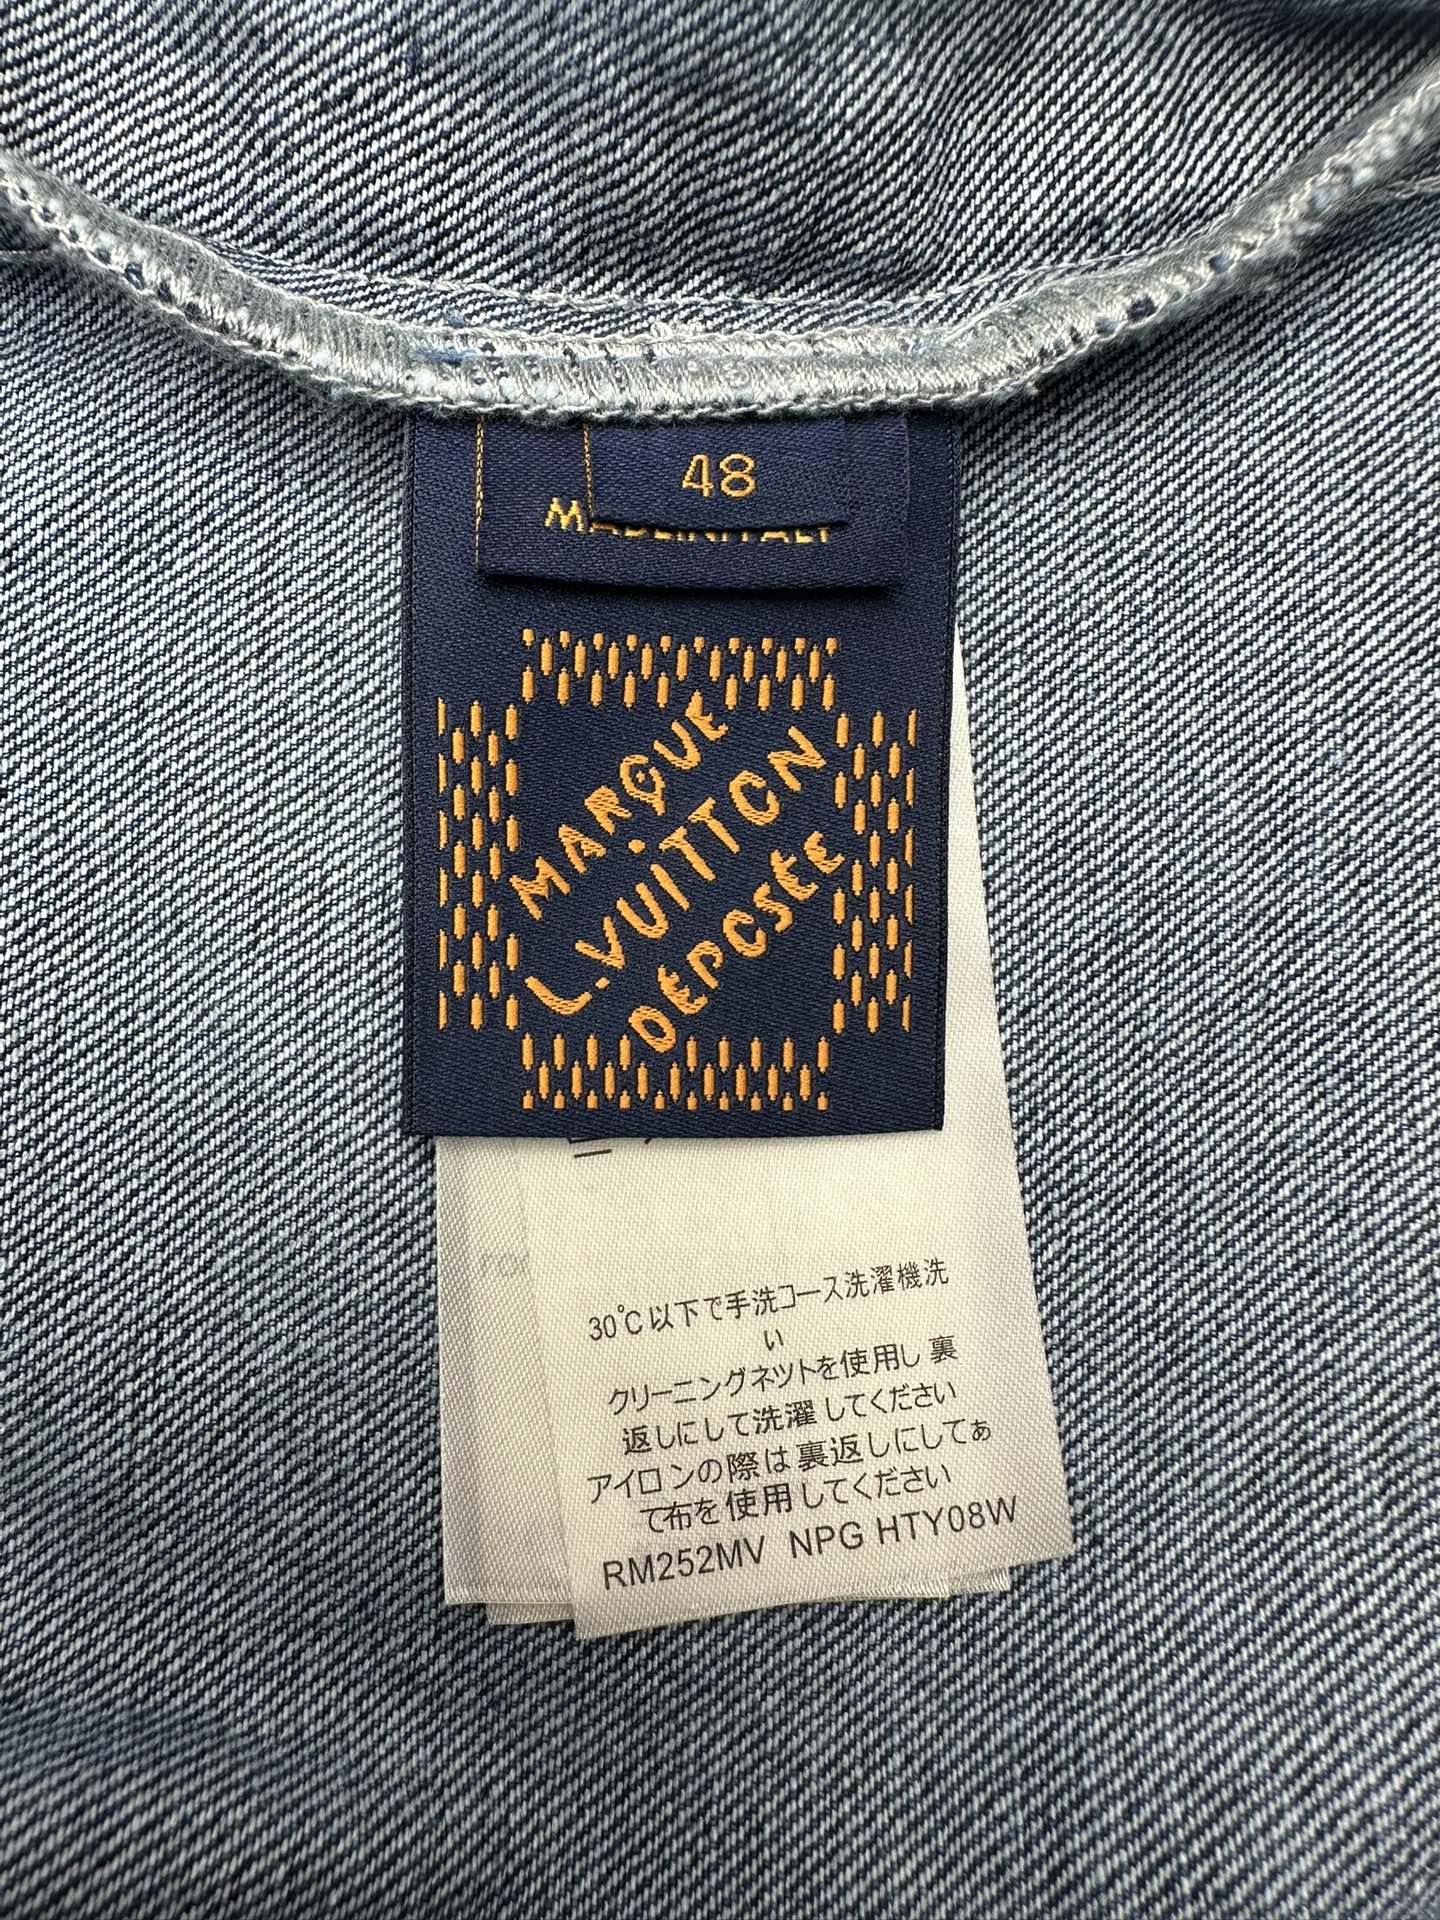 48
MADE IN ITALY
MARQUE
L.VUITTON
DÉPOSÉE
30℃以下で手洗コース洗濯機洗
い
クリーニングネットを使用し 裏
返しにして洗濯してください
アイロンの際は裏返しにしてあ
て布を使用してください
RM252MV NPG HTY08W